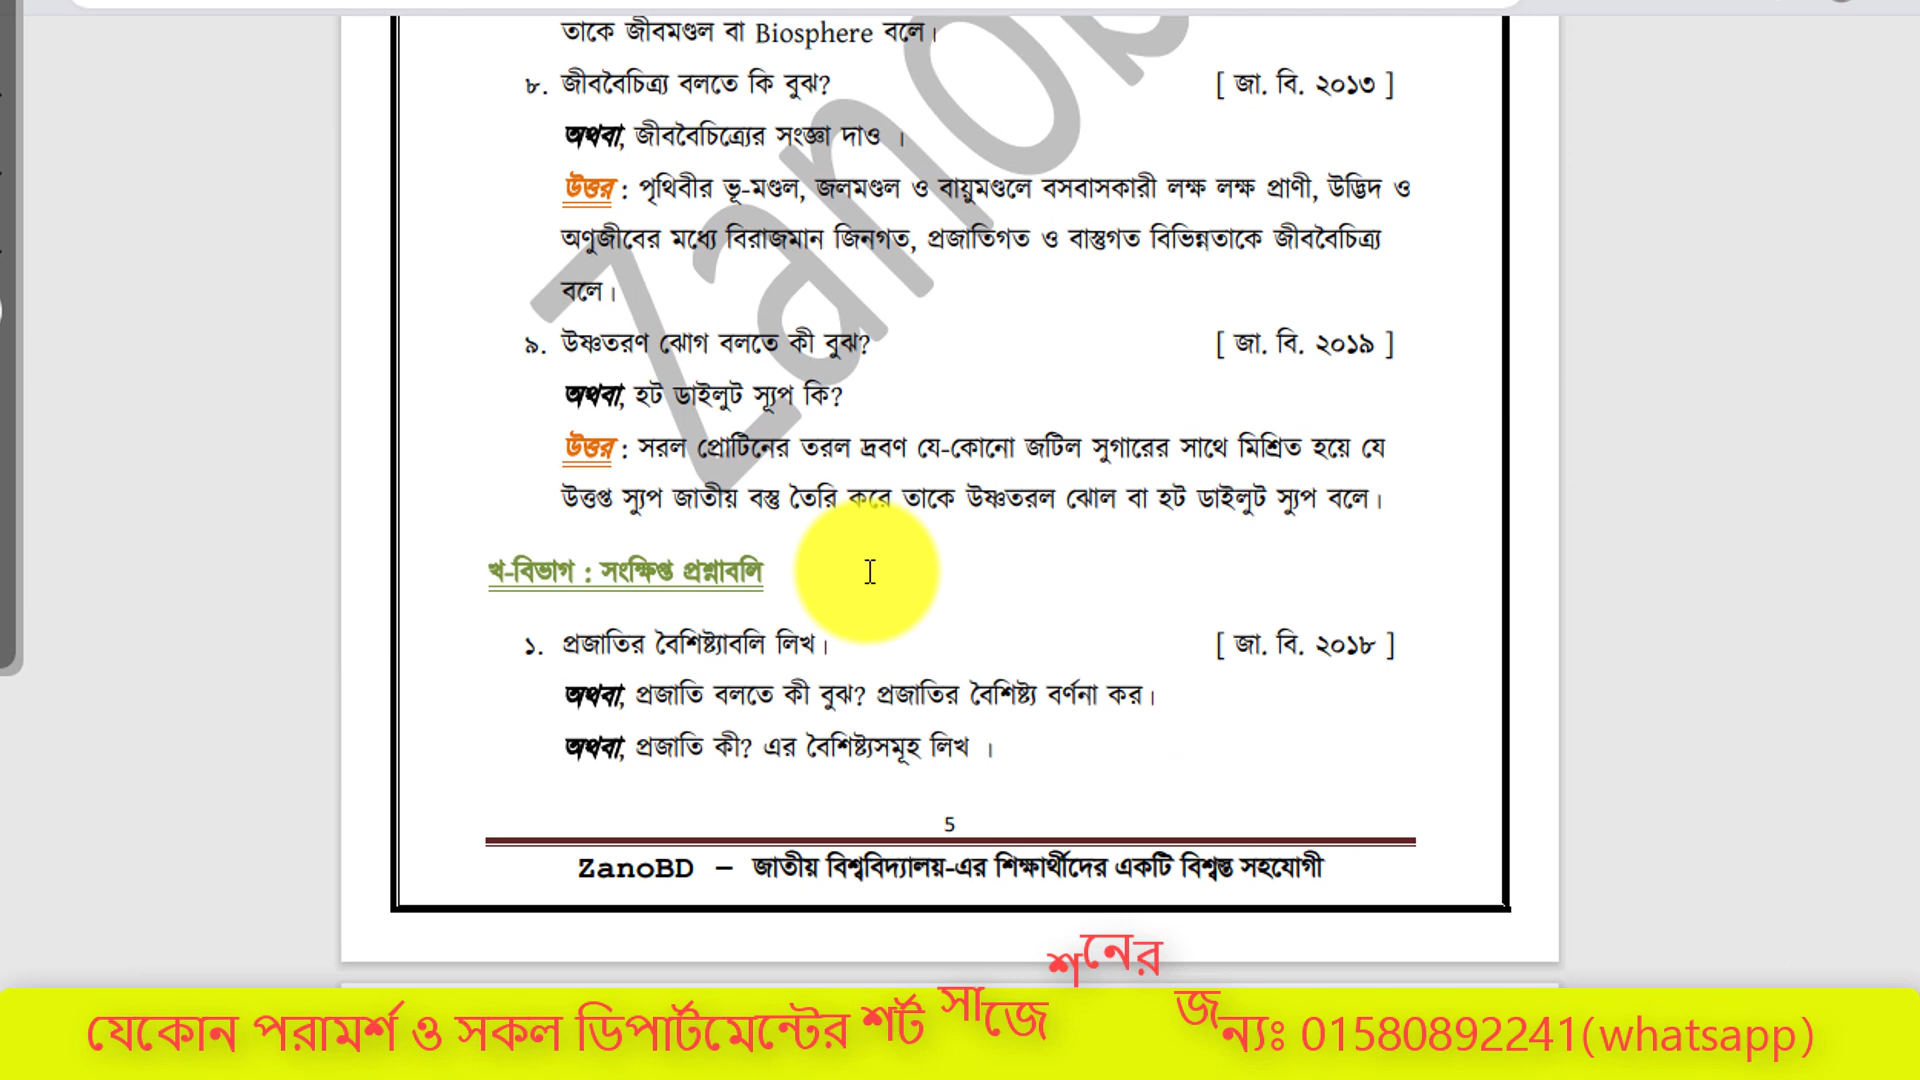 তাকে জীবমণ্ডল বা Biosphere বলে।
৮. জীববৈচিত্র্য বলতে কি বুঝ? [ জা. বি. ২০১৩ ]
অথবা, জীববৈচিত্র্যের সংজ্ঞা দাও ।
উত্তর : পৃথিবীর ভূ-মণ্ডল, জলমণ্ডল ও বায়ুমণ্ডলে বসবাসকারী লক্ষ লক্ষ প্রাণী, উদ্ভিদ ও
অণুজীবের মধ্যে বিরাজমান জিনগত, প্রজাতিগত ও বাস্তুগত বিভিন্নতাকে জীববৈচিত্র্য
বলে।
৯. উষ্ণতরণ ঝোগ বলতে কী বুঝ? [ জা. বি. ২০১৯ ]
অথবা, হট ডাইলুট স্যূপ কি?
উত্তর : সরল প্রোটিনের তরল দ্রবণ যে-কোনো জটিল সুগারের সাথে মিশ্রিত হয়ে যে
উত্তপ্ত স্যুপ জাতীয় বস্তু তৈরি করে তাকে উষ্ণতরল ঝোল বা হট ডাইলুট স্যুপ বলে।
খ-বিভাগ : সংক্ষিপ্ত প্রশ্নাবলি
১. প্রজাতির বৈশিষ্ট্যাবলি লিখ। [ জা. বি. ২০১৮ ]
অথবা, প্রজাতি বলতে কী বুঝ? প্রজাতির বৈশিষ্ট্য বর্ণনা কর।
অথবা, প্রজাতি কী? এর বৈশিষ্ট্যসমূহ লিখ ।
5
ZanoBD – জাতীয় বিশ্ববিদ্যালয়-এর শিক্ষার্থীদের একটি বিশ্বস্ত সহযোগী
যেকোন পরামর্শ ও সকল ডিপার্টমেন্টের শর্ট সাজেশনের জন্যঃ 01580892241(whatsapp)